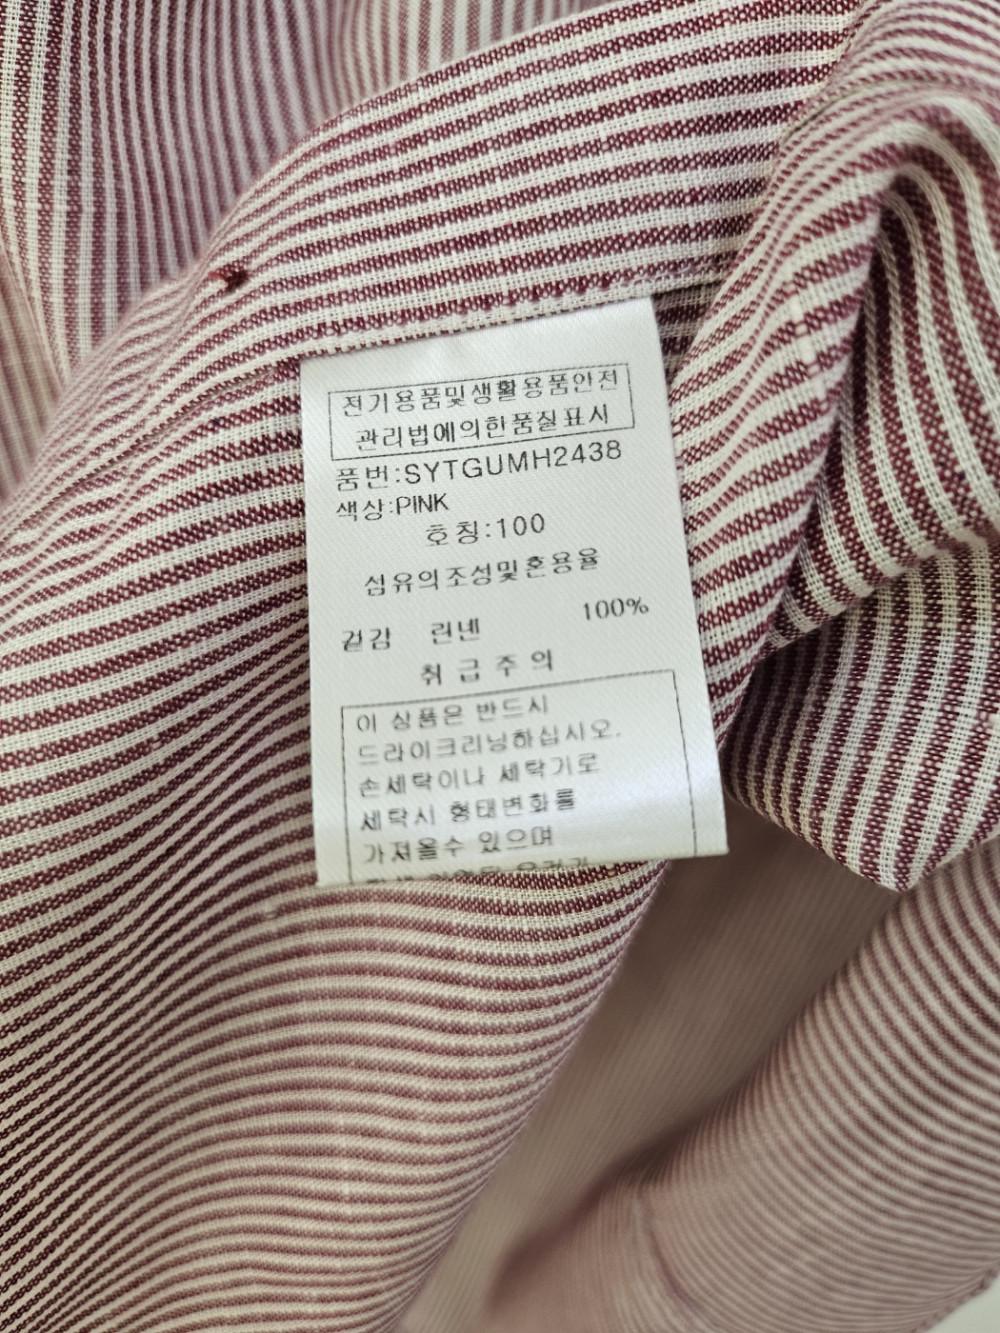 전기용품및생활용품안전
관리법에의한품질표시
품번:SYTGUMH2438
색상:PINK
호칭:100
섬유의조성및혼용율
겉감 린넨 100%
취급주의
이 상품은 반드시
드라이크리닝하십시오.
손세탁이나 세탁기로
세탁시 형태변화를
가져올수 있으며